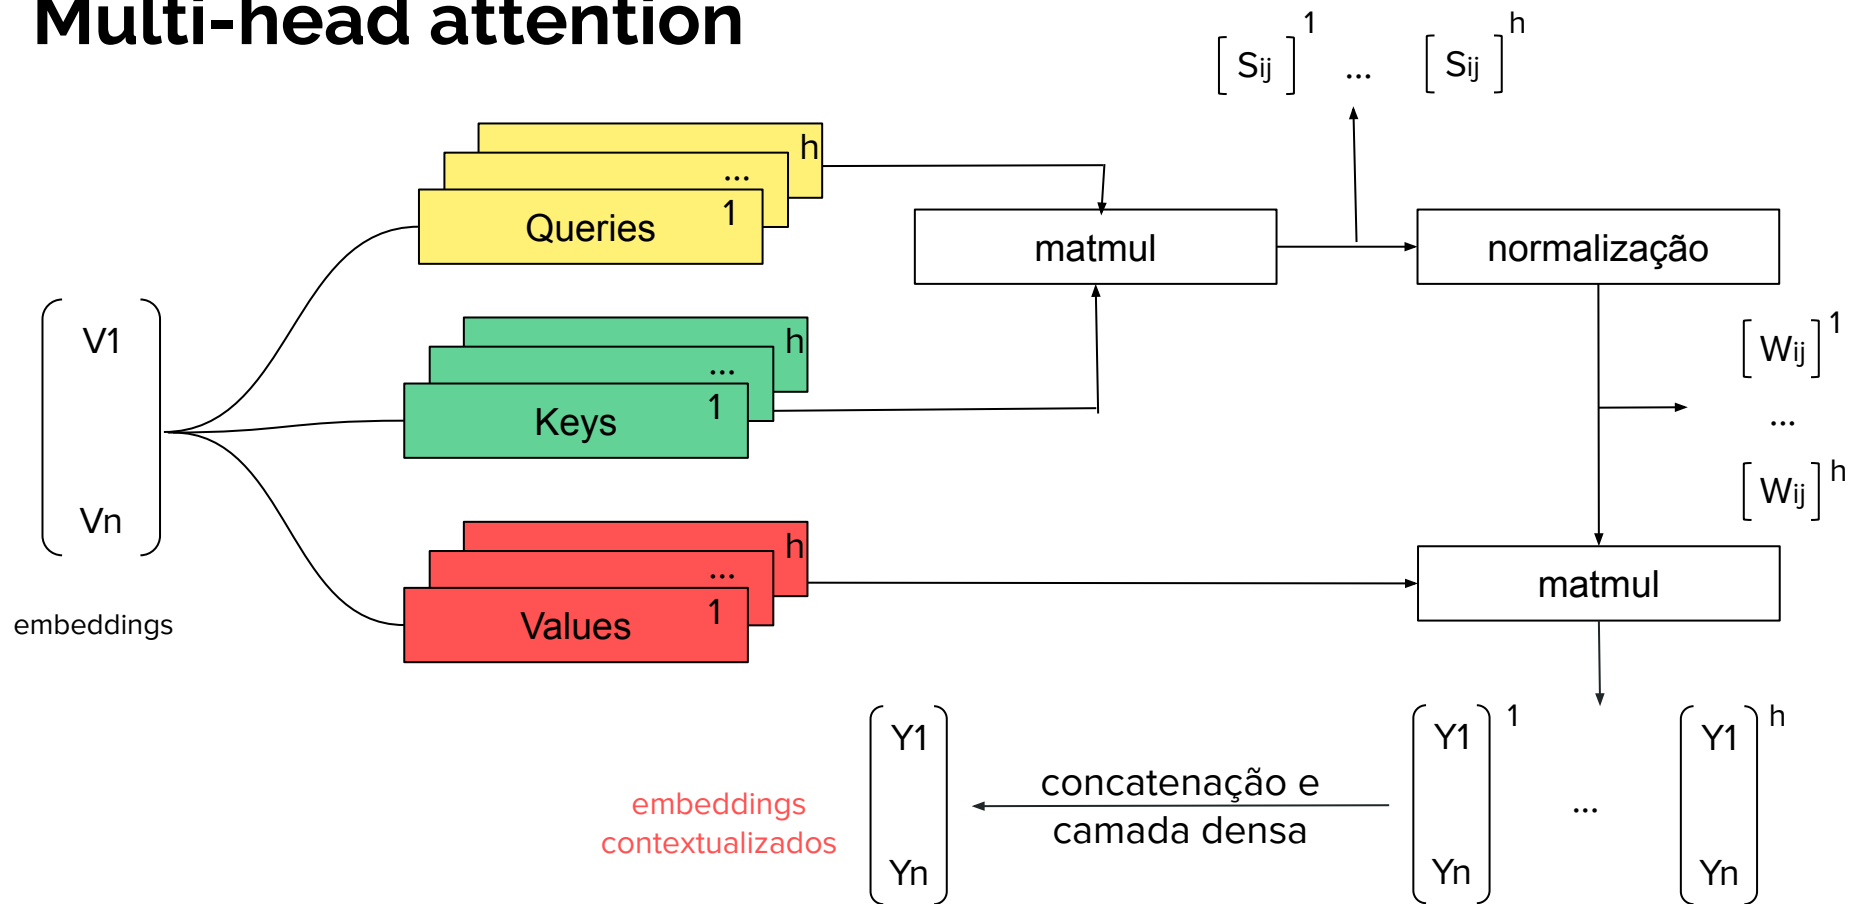 Multi-head attention
[Sij]1 ... [Sij]h
h
...
Queries 1
matmul
normalização
V1
Vn
embeddings
h
...
Keys 1
[Wij]1
...
[Wij]h
h
...
Values 1
matmul
Y1
Yn
embeddings
contextualizados
concatenação e
camada densa
Y1 1
Yn
...
Y1 h
Yn